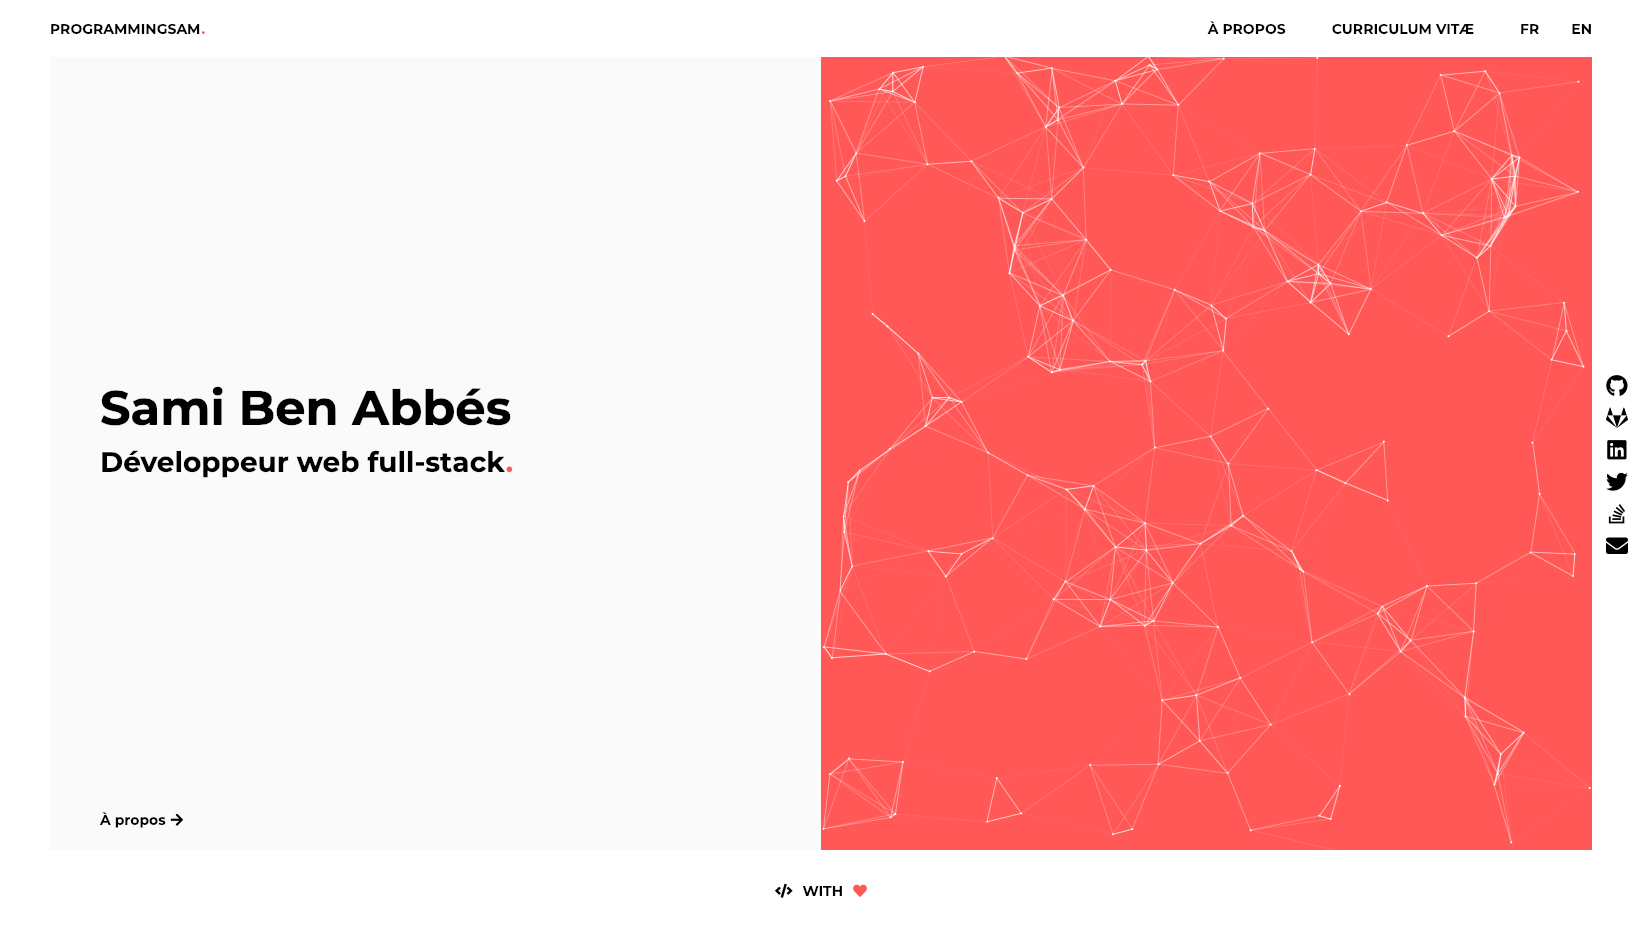 PROGRAMMINGSAM.
À PROPOS CURRICULUM VITÆ FR EN
Sami Ben Abbés
Développeur web full-stack.
À propos
WITH